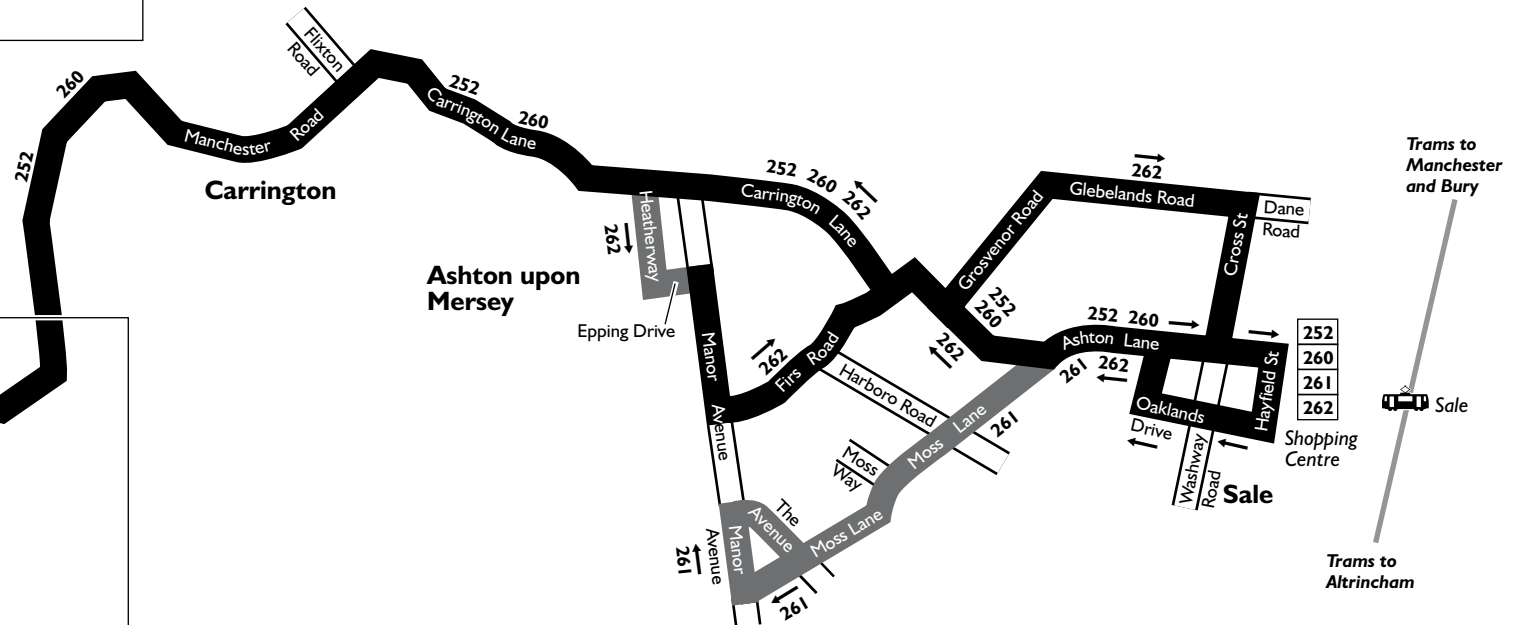 Flixton
Road
260
252
Manchester Road
Carrington
252
Carrington Lane
260
252 260 262
Carrington Lane
Heatherway
262
Ashton upon
Mersey
Epping Drive
Manor
Avenue
262
Firs Road
Harboro Road
262
252
260
Grosvenor Road
262
Glebelands Road
Dane
Road
Cross St
252 260
Ashton Lane
261 262
Oaklands
Drive
Hayfield St
Washway
Road
Sale
252
260
261
262
Shopping
Centre
Moss Lane
261
Moss
Way
The
Avenue
Moss Lane
Manor
Avenue
261
261
Trams to
Manchester
and Bury
Sale
Trams to
Altrincham